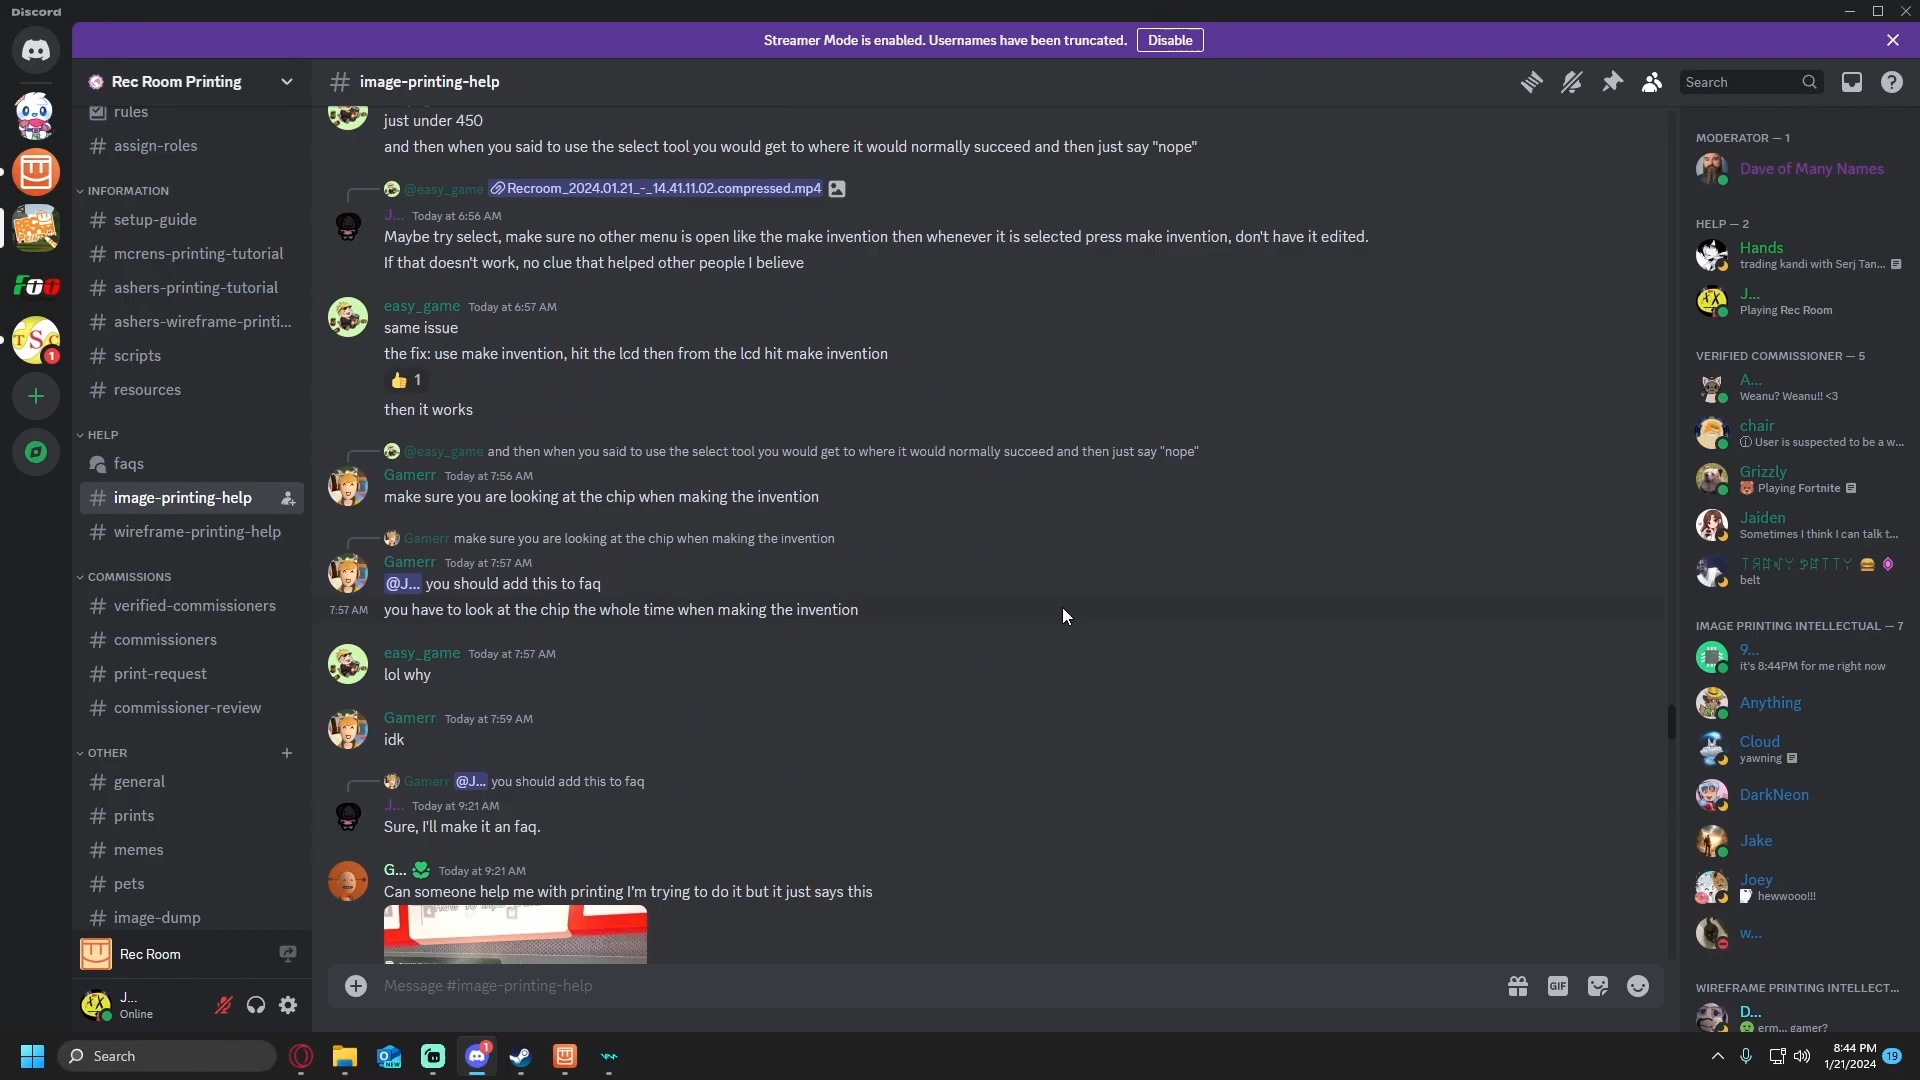 Discord
Streamer Mode is enabled. Usernames have been truncated.
Disable
Rec Room Printing
rules
assign-roles
INFORMATION
setup-guide
mcrens-printing-tutorial
ashers-printing-tutorial
ashers-wireframe-printi...
scripts
resources
HELP
faqs
image-printing-help
wireframe-printing-help
COMMISSIONS
verified-commissioners
commissioners
print-request
commissioner-review
OTHER
general
prints
memes
pets
image-dump
Rec Room
J...
Online
FOO
TSC
1
image-printing-help
Search
just under 450
and then when you said to use the select tool you would get to where it would normally succeed and then just say "nope"
@easy_game Recroom_2024.01.21_-_14.41.11.02.compressed.mp4
J... Today at 6:56 AM
Maybe try select, make sure no other menu is open like the make invention then whenever it is selected press make invention, don't have it edited.
If that doesn't work, no clue that helped other people I believe
easy_game Today at 6:57 AM
same issue
the fix: use make invention, hit the lcd then from the lcd hit make invention
👍 1
then it works
@easy_game and then when you said to use the select tool you would get to where it would normally succeed and then just say "nope"
Gamerr Today at 7:56 AM
make sure you are looking at the chip when making the invention
Gamerr make sure you are looking at the chip when making the invention
Gamerr Today at 7:57 AM
@J... you should add this to faq
7:57 AM you have to look at the chip the whole time when making the invention
easy_game Today at 7:57 AM
lol why
Gamerr Today at 7:59 AM
idk
Gamerr @J... you should add this to faq
J... Today at 9:21 AM
Sure, I'll make it an faq.
G... Today at 9:21 AM
Can someone help me with printing I'm trying to do it but it just says this
Message #image-printing-help
GIF
MODERATOR — 1
Dave of Many Names
HELP — 2
Hands
trading kandi with Serj Tan...
J...
Playing Rec Room
VERIFIED COMMISSIONER — 5
A...
Weanu? Weanu!! <3
chair
User is suspected to be a w...
Grizzly
🐻 Playing Fortnite
Jaiden
Sometimes I think I can talk t...
belt
IMAGE PRINTING INTELLECTUAL — 7
9...
it's 8:44PM for me right now
Anything
Cloud
yawning
DarkNeon
Jake
Joey
hewwooo!!!
w...
WIREFRAME PRINTING INTELLECT...
D...
erm... gamer?
Search
NEW
1
8:44 PM
1/21/2024
19